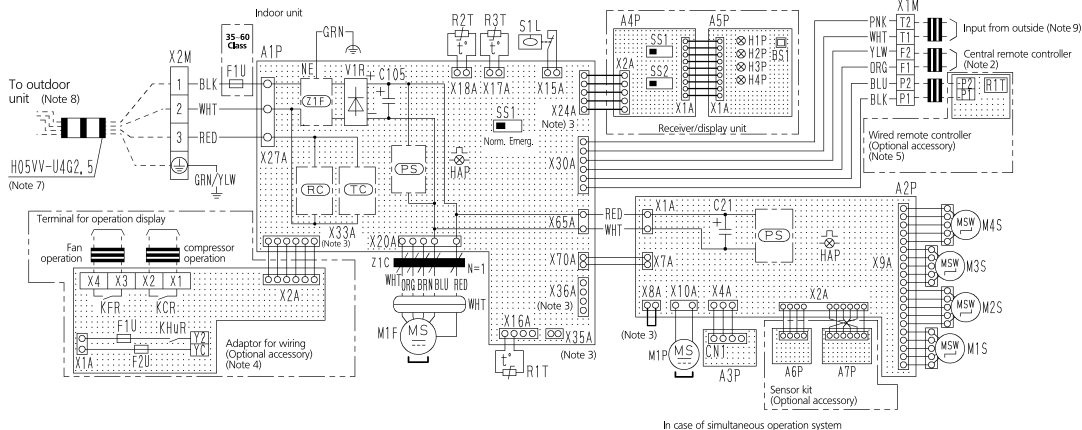 Indoor unit
35-60
Class
F1U
X2M
1
BLK
2
WHT
3
RED
GRN/YLW
To outdoor
unit (Note 8)
H05VV-U4G2,5
(Note 7)
A1P
GRN
NE
Z1F
V1R
+
C105
PS
RC
TC
HAP
SS1
Norm. Emerg.
X27A
X33A
(Note 3)
X20A
R2T
t°
X18A
R3T
t°
X17A
S1L
X15A
X24A
Note) 3
X30A
X65A
X70A
X36A
(Note 3)
X35A
(Note 3)
X16A
t°
R1T
Z1C
N=1
WHT
ORG
BRN
BLU
RED
WHT
M1F
MS
A4P
SS1
SS2
X2A
X1A
A5P
H1P
H2P
H3P
H4P
BS1
X1A
Receiver/display unit
X1M
PNK T2
WHT T1
YLW F2
ORG F1
BLU P2
BLK P1
Input from outside (Note 9)
Central remote controller
(Note 2)
P2
P1
R1T
Wired remote controller
(Optional accessory)
(Note 5)
A2P
RED
WHT
X1A
X7A
+
C21
PS
HAP
X9A
MSW
M4S
MSW
M3S
MSW
M2S
MSW
M1S
X8A
(Note 3)
X10A
MS
M1P
X4A
CN1
A3P
X2A
A6P
A7P
Sensor kit
(Optional accessory)
In case of simultaneous operation system
Terminal for operation display
Fan
operation
compressor
operation
X4
X3
X2
X1
KFR
KCR
X2A
F1U
KHuR
Y2
YC
X1A
F2U
Adaptor for wiring
(Optional accessory)
(Note 4)